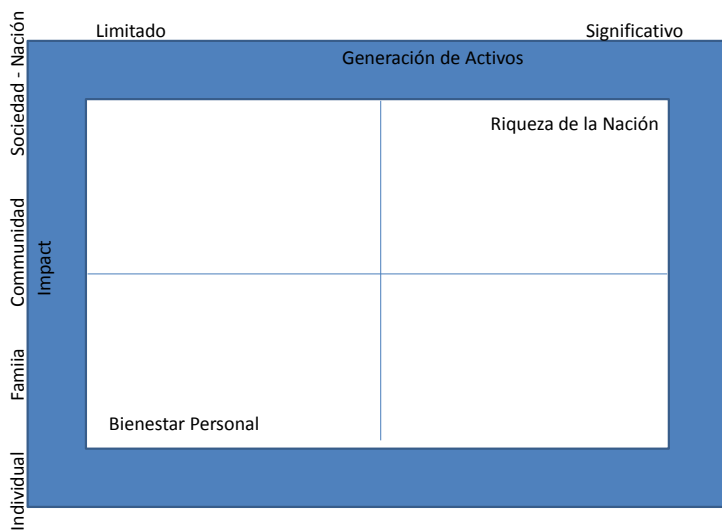 Limitado
Significativo
Generación de Activos
Sociedad - Nación
Riqueza de la Nación
Communidad
Impact
Famiia
Bienestar Personal
Individual